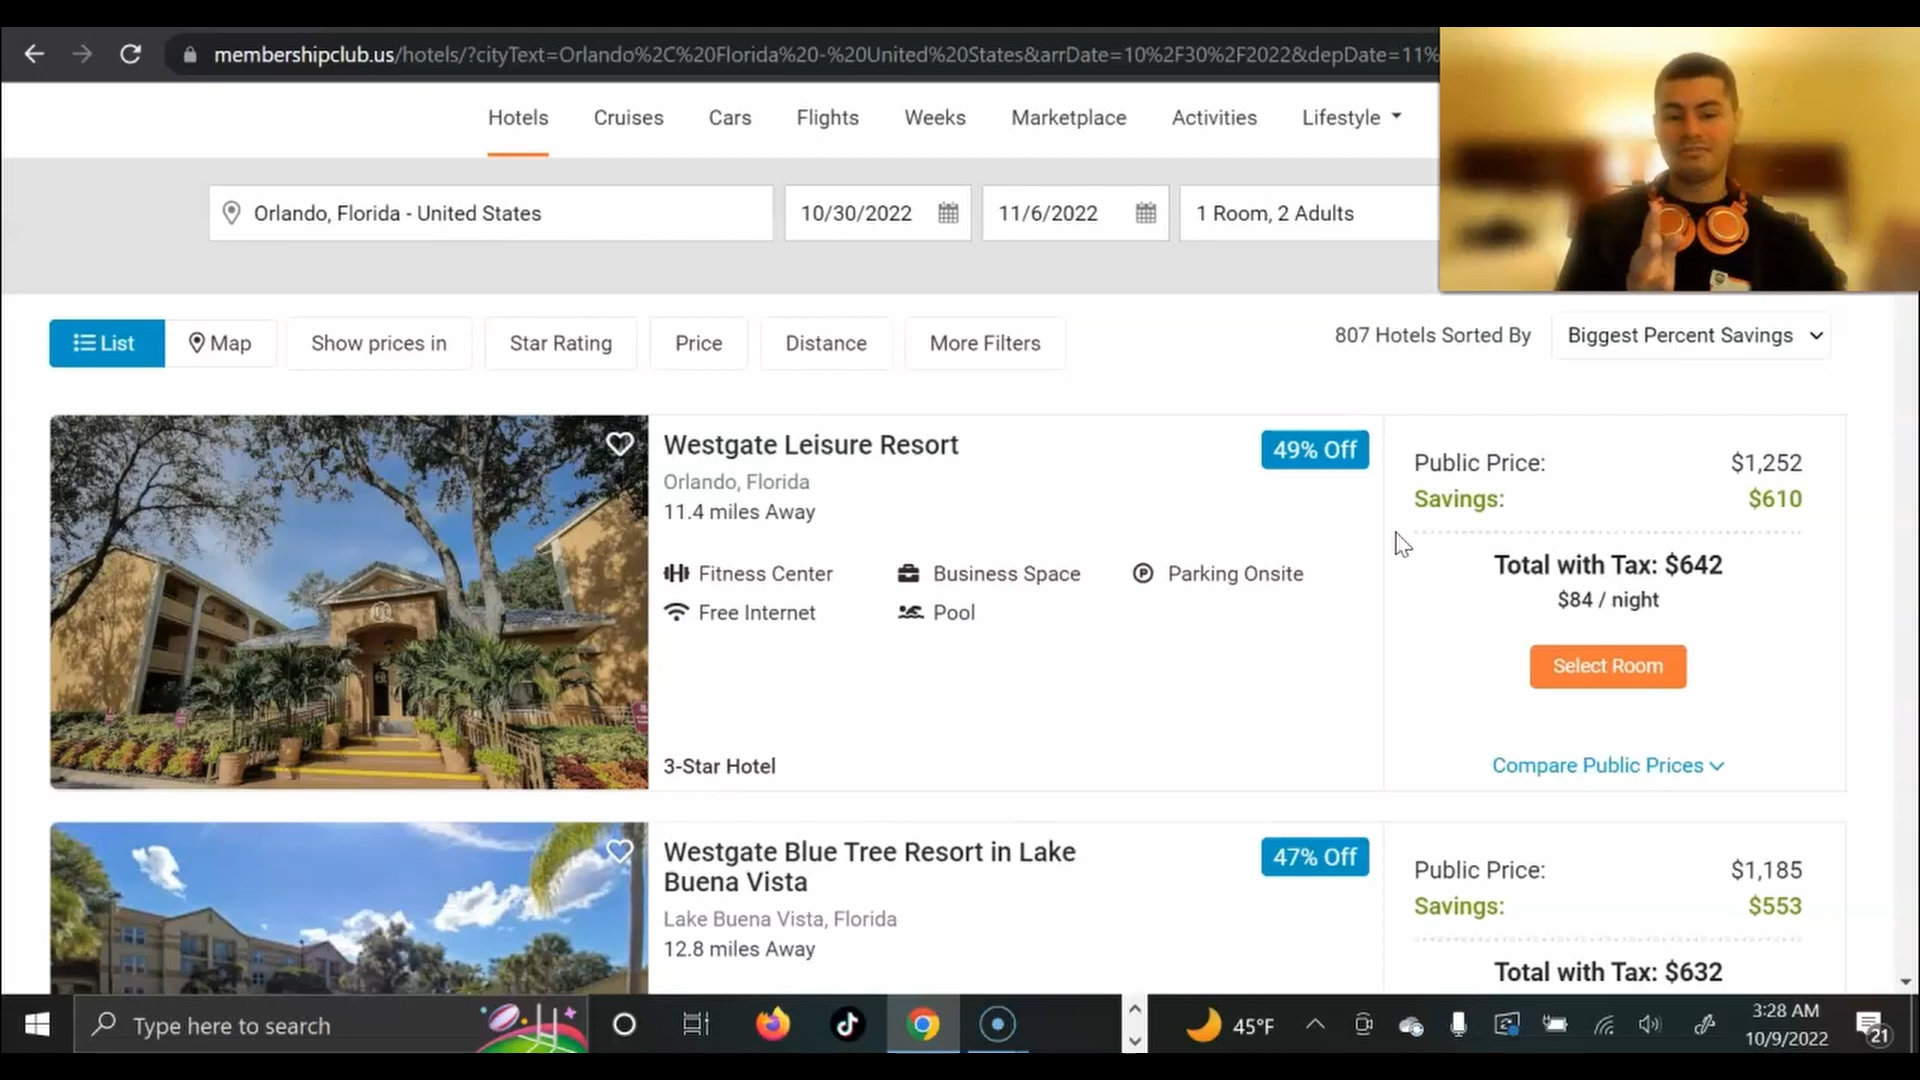 membershipclub.us/hotels/?cityText=Orlando%2C%20Florida%20-%20United%20States&arrDate=10%2F30%2F2022&depDate=11%
Hotels Cruises Cars Flights Weeks Marketplace Activities Lifestyle
Orlando, Florida - United States 10/30/2022 11/6/2022 1 Room, 2 Adults
List Map Show prices in Star Rating Price Distance More Filters 807 Hotels Sorted By Biggest Percent Savings
Westgate Leisure Resort 49% Off
Orlando, Florida
11.4 miles Away
Fitness Center Business Space Parking Onsite
Free Internet Pool
3-Star Hotel
Public Price: $1,252
Savings: $610
Total with Tax: $642
$84 / night
Select Room
Compare Public Prices
Westgate Blue Tree Resort in Lake
Buena Vista
47% Off
Lake Buena Vista, Florida
12.8 miles Away
Public Price: $1,185
Savings: $553
Total with Tax: $632
Type here to search
45°F
3:28 AM
10/9/2022
21